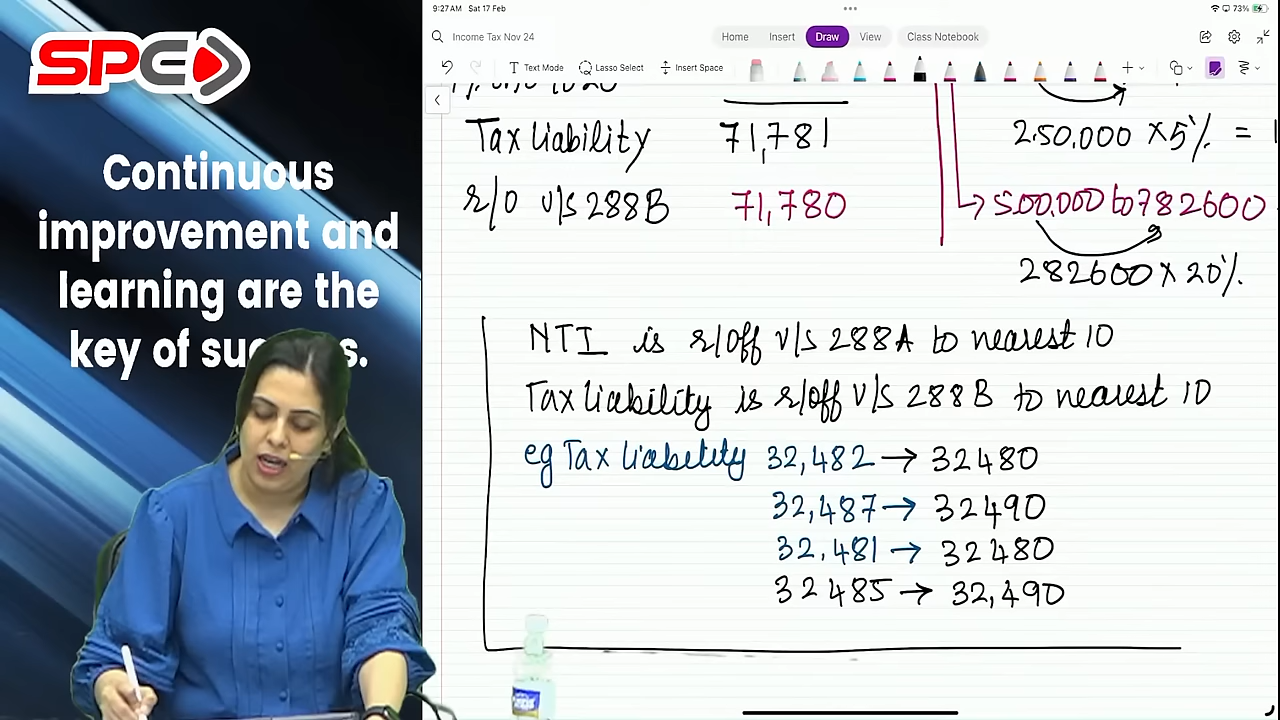 9:27 AM Sat 17 Feb
73%
Income Tax Nov 24
Home Insert Draw View Class Notebook
Text Mode Lasso Select Insert Space
SPC
Continuous
improvement and
learning are the
key of suc s.
Tax liability 71,781
r/o v/s 288B 71,780
2,50,000 x 5% =
→ 500,000 to 782600
282600 x 20%.
NTI is r/off v/s 288A to nearest 10
Tax liability is r/off v/s 288B to nearest 10
eg Tax liability 32,482 → 32480
32,487 → 32490
32,481 → 32480
32485 → 32,490